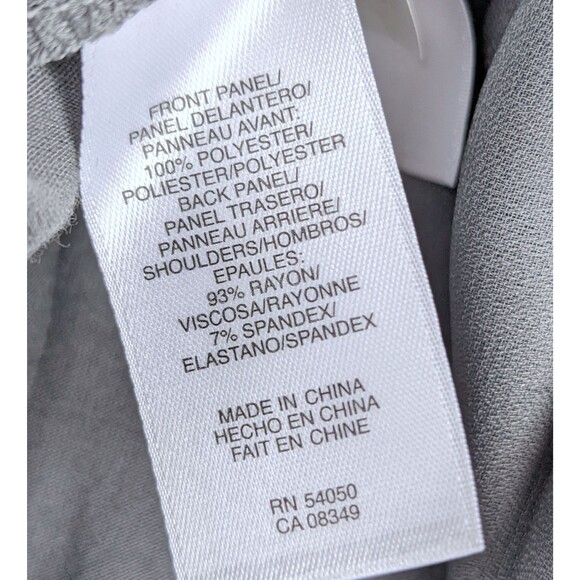 FRONT PANEL/
PANEL DELANTERO/
PANNEAU AVANT:
100% POLYESTER/
POLIESTER/POLYESTER
BACK PANEL/
PANEL TRASERO/
PANNEAU ARRIERE/
SHOULDERS/HOMBROS/
EPAULES:
93% RAYON/
VISCOSA/RAYONNE
7% SPANDEX/
ELASTANO/SPANDEX
MADE IN CHINA
HECHO EN CHINA
FAIT EN CHINE
RN 54050
CA 08349